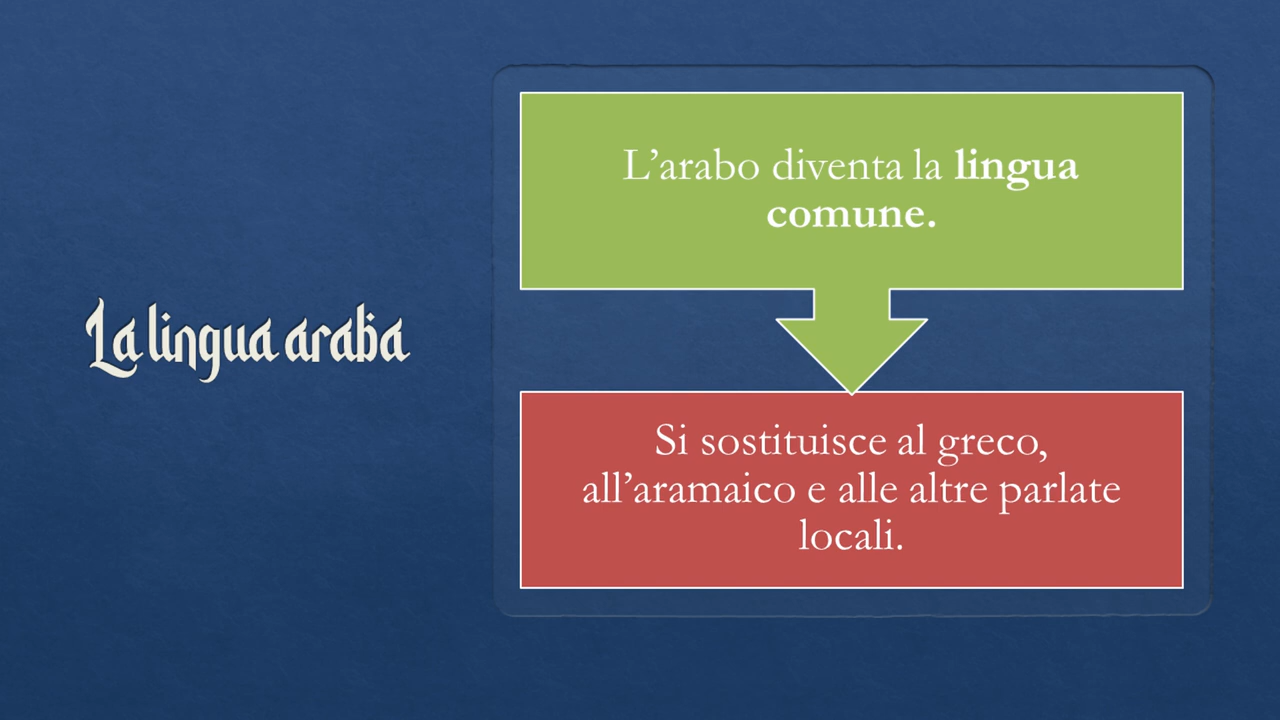 La lingua araba
L’arabo diventa la lingua
comune.
Si sostituisce al greco,
all’aramaico e alle altre parlate
locali.